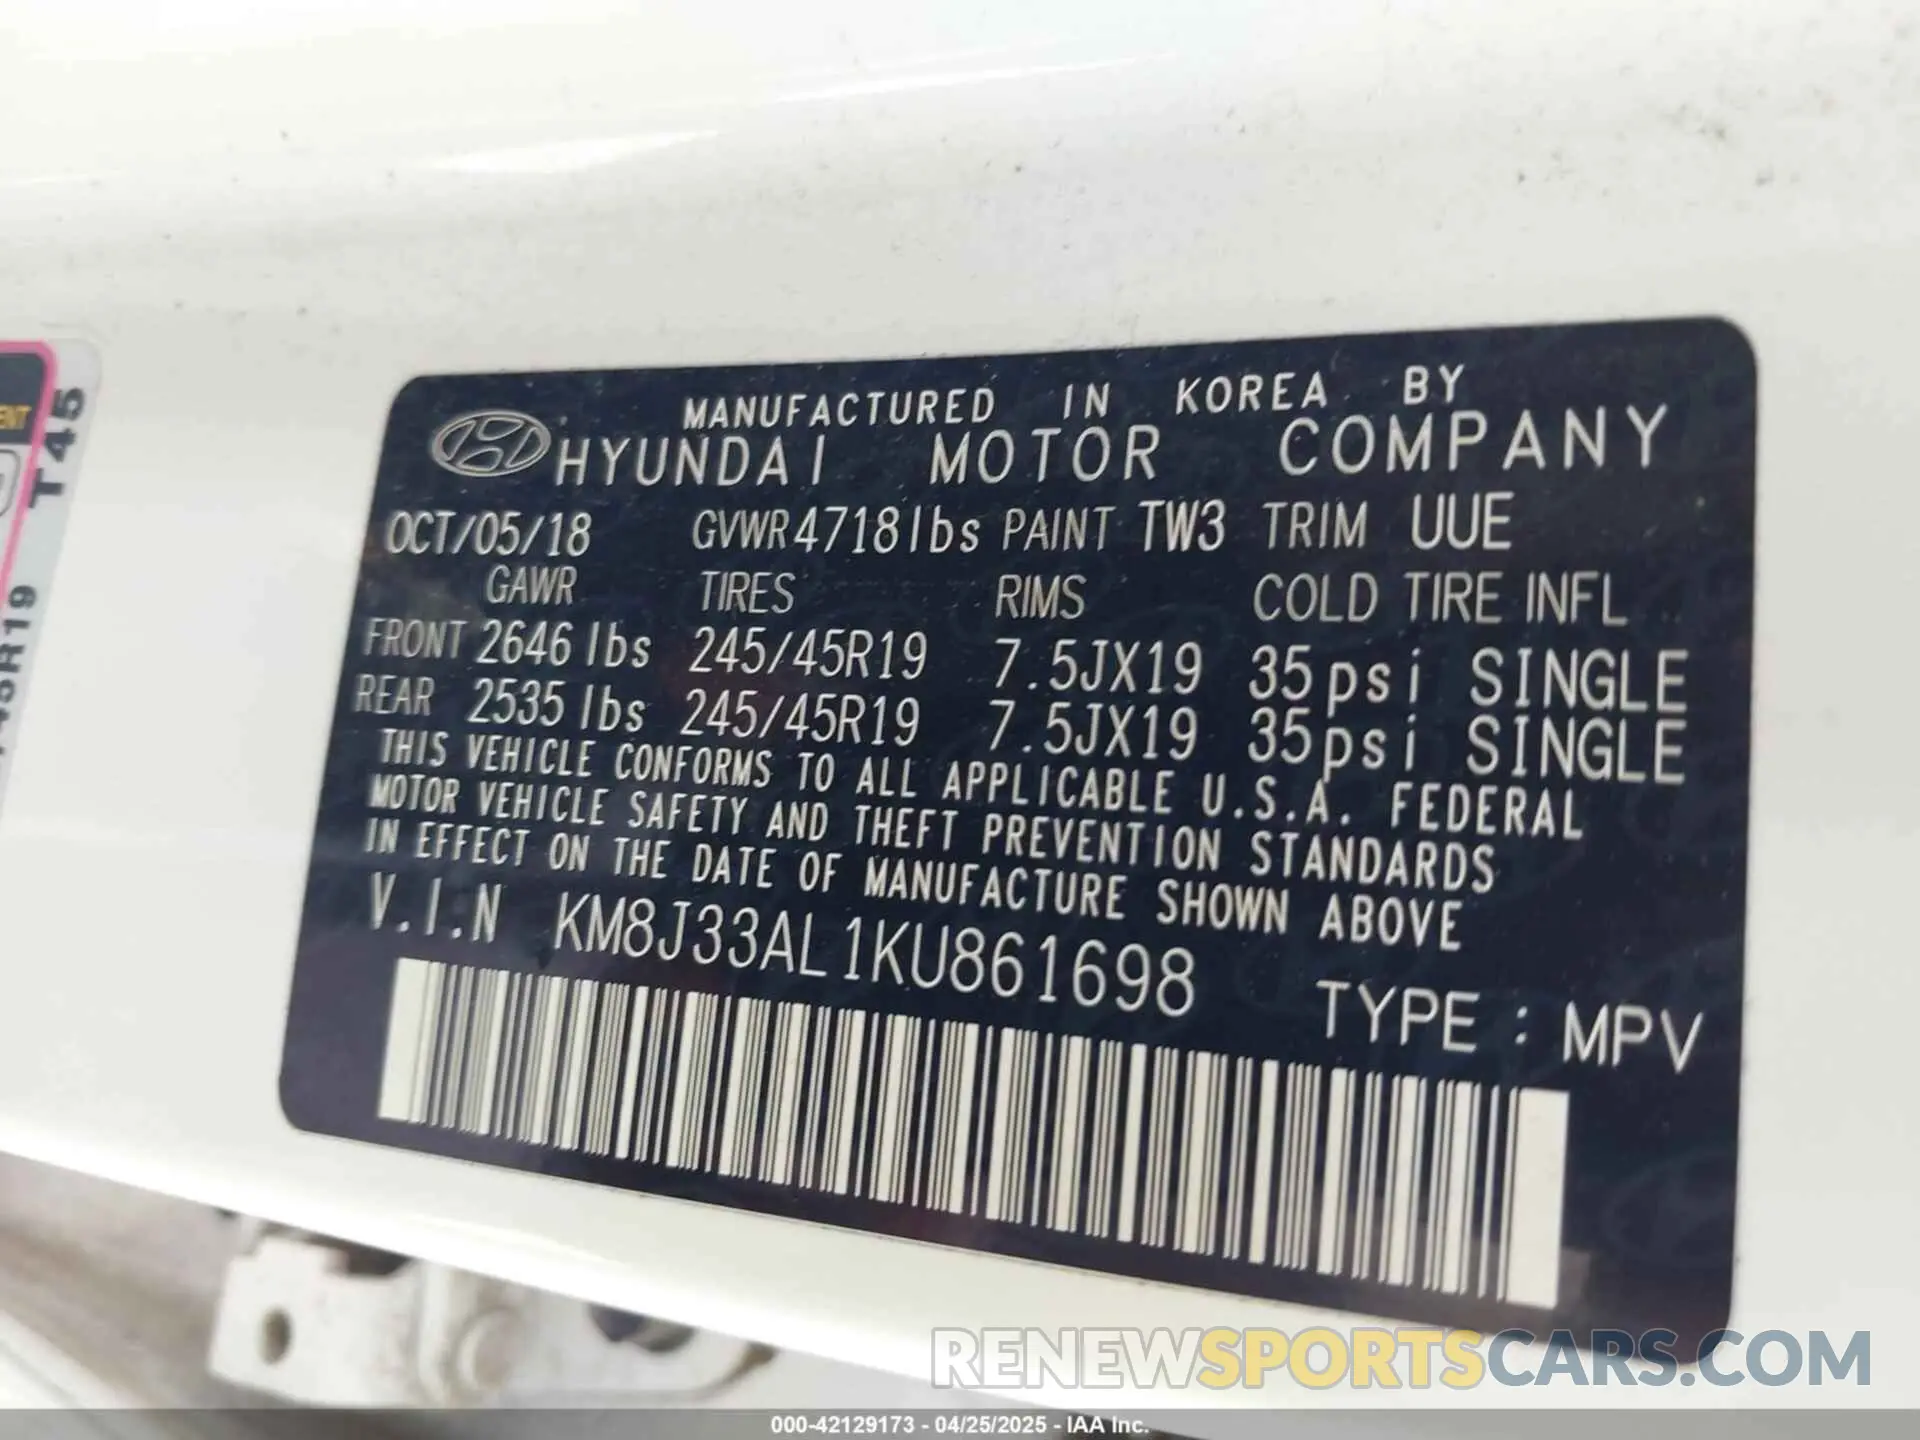 MANUFACTURED IN KOREA BY
HYUNDAI MOTOR COMPANY
OCT/05/18 GVWR 4718lbs PAINT TW3 TRIM UUE
GAWR TIRES RIMS COLD TIRE INFL
FRONT 2646 lbs 245/45R19 7.5JX19 35psi SINGLE
REAR 2535 lbs 245/45R19 7.5JX19 35psi SINGLE
THIS VEHICLE CONFORMS TO ALL APPLICABLE U.S.A. FEDERAL
MOTOR VEHICLE SAFETY AND THEFT PREVENTION STANDARDS
IN EFFECT ON THE DATE OF MANUFACTURE SHOWN ABOVE
V.I.N KM8J33AL1KU861698
TYPE : MPV
T45
45R19
RENEWSPORTSCARS.COM
000-42129173 - 04/25/2025 - IAA Inc.